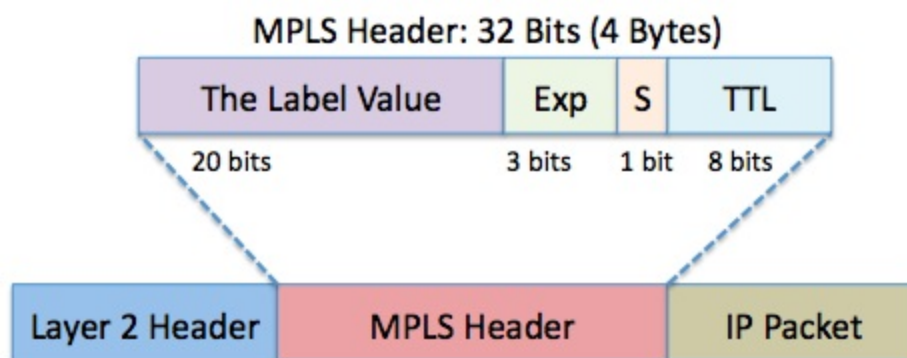 MPLS Header: 32 Bits (4 Bytes)
The Label Value Exp S TTL
20 bits 3 bits 1 bit 8 bits
Layer 2 Header MPLS Header IP Packet